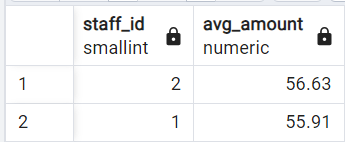 staff_id avg_amount
smallint numeric
1 2 56.63
2 1 55.91